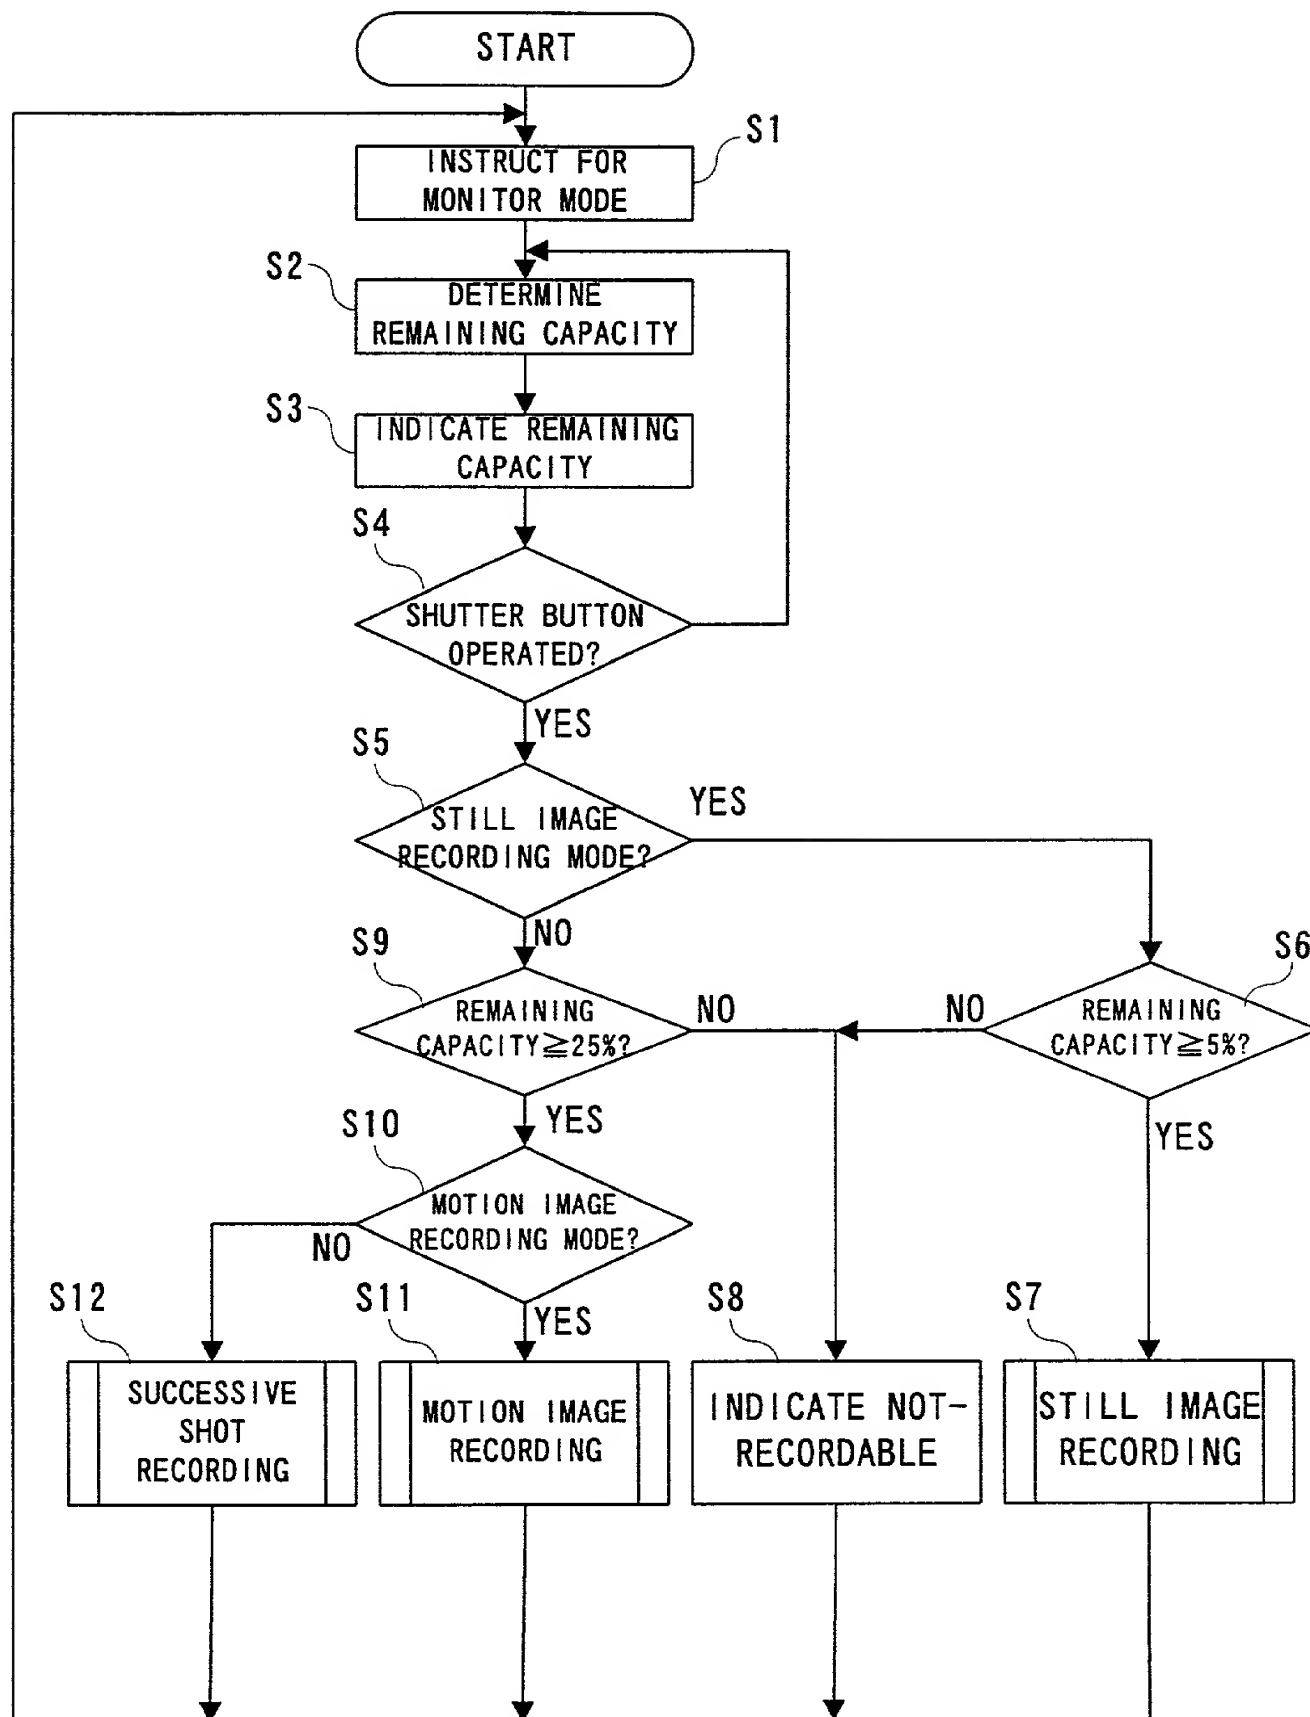 START
S1
INSTRUCT FOR
MONITOR MODE
S2
DETERMINE
REMAINING CAPACITY
S3
INDICATE REMAINING
CAPACITY
S4
SHUTTER BUTTON
OPERATED?
YES
S5
STILL IMAGE
RECORDING MODE?
YES
NO
S9
REMAINING
CAPACITY≧25%?
NO
S6
REMAINING
CAPACITY≧5%?
NO
YES
YES
S10
MOTION IMAGE
RECORDING MODE?
NO
YES
S12
SUCCESSIVE
SHOT
RECORDING
S11
MOTION IMAGE
RECORDING
S8
INDICATE NOT-
RECORDABLE
S7
STILL IMAGE
RECORDING